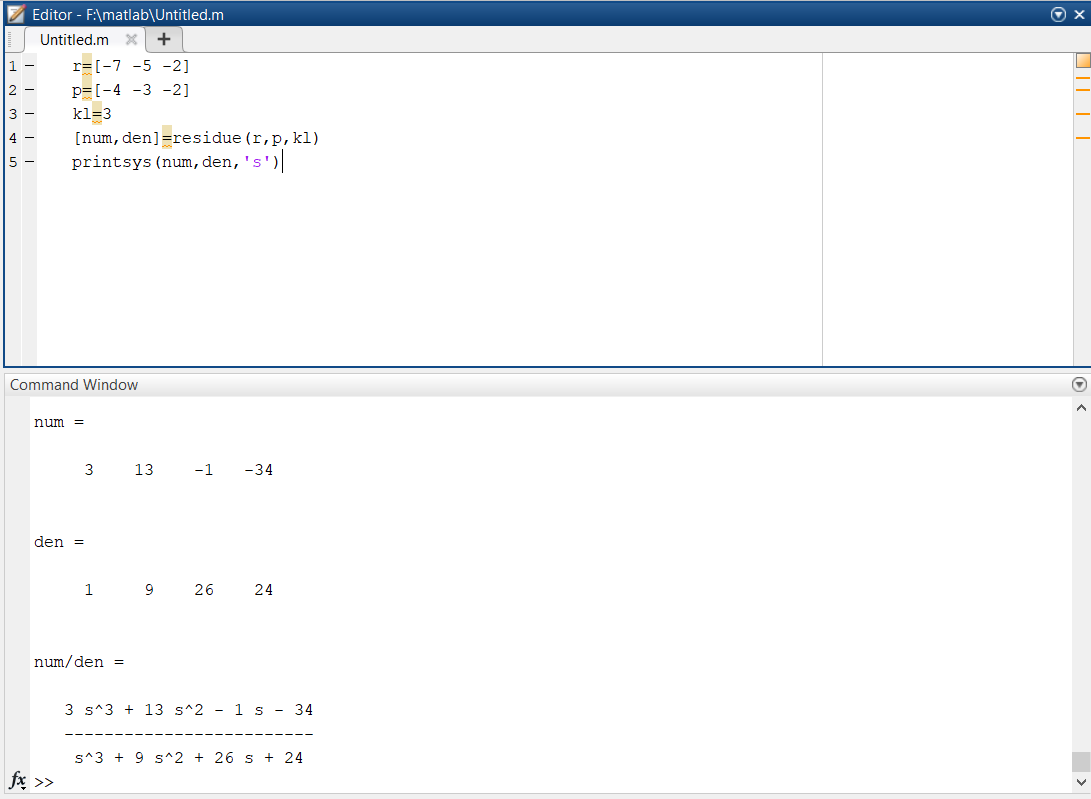 Editor - F:\matlab\Untitled.m
Untitled.m
1 - r=[-7 -5 -2]
2 - p=[-4 -3 -2]
3 - kl=3
4 - [num,den]=residue(r,p,kl)
5 - printsys(num,den,'s')
Command Window
num =
3 13 -1 -34
den =
1 9 26 24
num/den =
3 s^3 + 13 s^2 - 1 s - 34
-------------------------
s^3 + 9 s^2 + 26 s + 24
fx >>